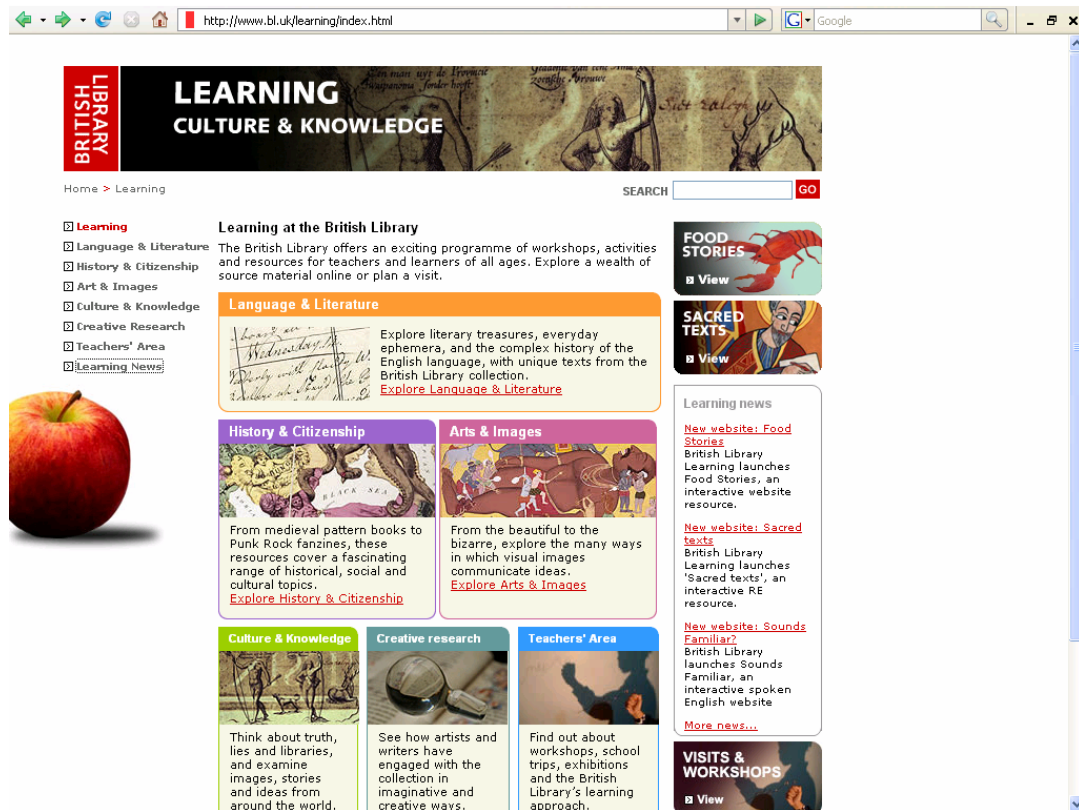 http://www.bl.uk/learning/index.html
Google
BRITISH
LIBRARY
LEARNING
CULTURE & KNOWLEDGE
Home > Learning
SEARCH
GO
Learning
Language & Literature
History & Citizenship
Art & Images
Culture & Knowledge
Creative Research
Teachers' Area
Learning News
Learning at the British Library
The British Library offers an exciting programme of workshops, activities
and resources for teachers and learners of all ages. Explore a wealth of
source material online or plan a visit.
Language & Literature
Wednesday
Explore literary treasures, everyday
ephemera, and the complex history of the
English language, with unique texts from the
British Library collection.
Explore Language & Literature
History & Citizenship
BLACK SEA
From medieval pattern books to
Punk Rock fanzines, these
resources cover a fascinating
range of historical, social and
cultural topics.
Explore History & Citizenship
Arts & Images
From the beautiful to the
bizarre, explore the many ways
in which visual images
communicate ideas.
Explore Arts & Images
Culture & Knowledge
Think about truth,
lies and libraries,
and examine
images, stories
and ideas from
around the world.
Creative research
See how artists and
writers have
engaged with the
collection in
imaginative and
creative ways.
Teachers' Area
Find out about
workshops, school
trips, exhibitions
and the British
Library's learning
approach.
FOOD
STORIES
View
SACRED
TEXTS
View
Learning news
New website: Food
Stories
British Library
Learning launches
Food Stories, an
interactive website
resource.
New website: Sacred
texts
British Library
Learning launches
'Sacred texts', an
interactive RE
resource.
New website: Sounds
Familiar?
British Library
launches Sounds
Familiar, an
interactive spoken
English website
More news...
VISITS &
WORKSHOPS
View